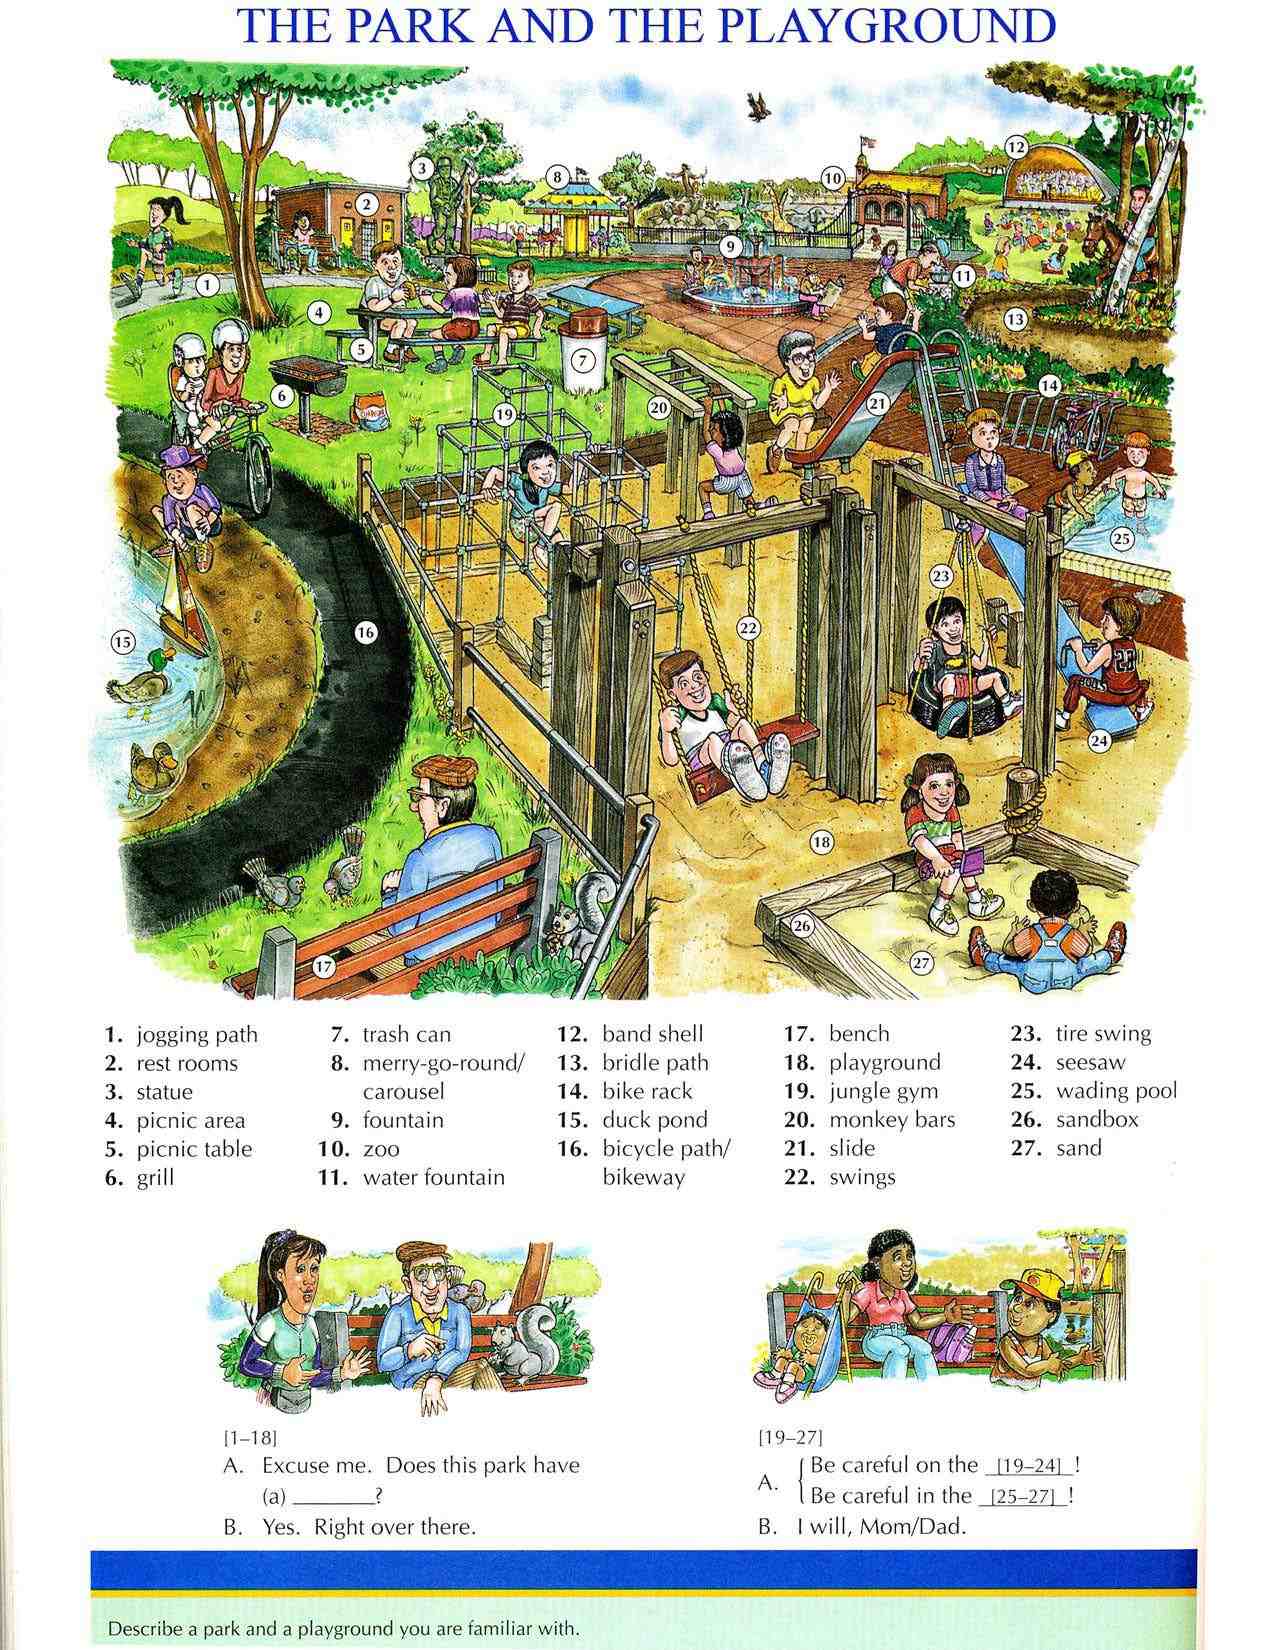 THE PARK AND THE PLAYGROUND
3
12
8
10
2
9
11
1
4
13
5
7
14
6
19
20
21
25
23
16
22
15
24
18
26
17
27
23
BULLS
1. jogging path
2. rest rooms
3. statue
4. picnic area
5. picnic table
6. grill
7. trash can
8. merry-go-round/
carousel
9. fountain
10. zoo
11. water fountain
12. band shell
13. bridle path
14. bike rack
15. duck pond
16. bicycle path/
bikeway
17. bench
18. playground
19. jungle gym
20. monkey bars
21. slide
22. swings
23. tire swing
24. seesaw
25. wading pool
26. sandbox
27. sand
[1–18]
A. Excuse me. Does this park have
(a) ________?
B. Yes. Right over there.
[19–27]
A. { Be careful on the [19–24] !
Be careful in the [25–27] !
B. I will, Mom/Dad.
Describe a park and a playground you are familiar with.